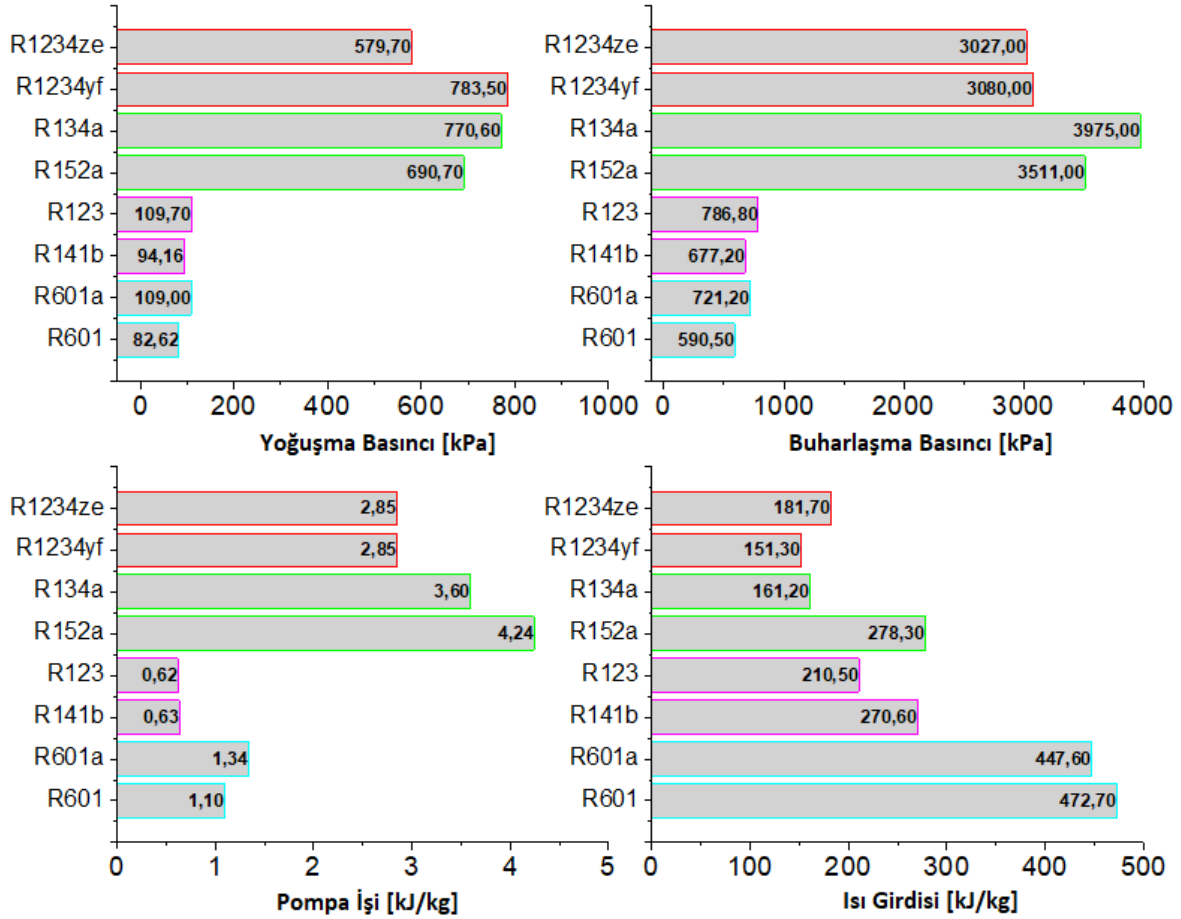 R1234ze 579,70
R1234yf 783,50
R134a 770,60
R152a 690,70
R123 109,70
R141b 94,16
R601a 109,00
R601 82,62
0 200 400 600 800 1000
Yoğuşma Basıncı [kPa]
R1234ze 3027,00
R1234yf 3080,00
R134a 3975,00
R152a 3511,00
R123 786,80
R141b 677,20
R601a 721,20
R601 590,50
0 1000 2000 3000 4000
Buharlaşma Basıncı [kPa]
R1234ze 2,85
R1234yf 2,85
R134a 3,60
R152a 4,24
R123 0,62
R141b 0,63
R601a 1,34
R601 1,10
0 1 2 3 4 5
Pompa İşi [kJ/kg]
R1234ze 181,70
R1234yf 151,30
R134a 161,20
R152a 278,30
R123 210,50
R141b 270,60
R601a 447,60
R601 472,70
0 100 200 300 400 500
Isı Girdisi [kJ/kg]